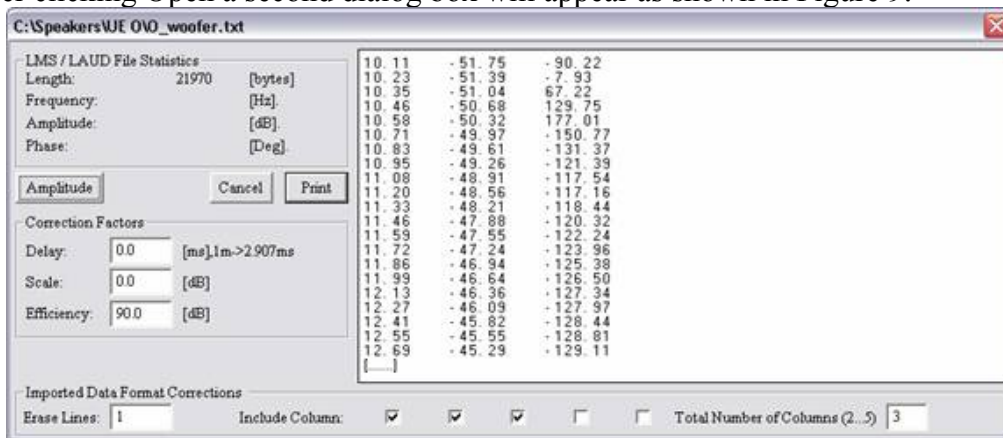 er clicking Open a second dialog box will appear as shown in Figure 9.
C:\Speakers\UE O\O_woofer.txt
LMS / LAUD File Statistics
Length: 21970 [bytes]
Frequency: [Hz].
Amplitude: [dB].
Phase: [Deg].
Amplitude Cancel Print
Correction Factors
Delay: 0.0 [ms],1m->2.907ms
Scale: 0.0 [dB]
Efficiency: 90.0 [dB]
10. 11 - 51. 75 - 90. 22
10. 23 - 51. 39 - 7. 93
10. 35 - 51. 04 67. 22
10. 46 - 50. 68 129. 75
10. 58 - 50. 32 177. 01
10. 71 - 49. 97 - 150. 77
10. 83 - 49. 61 - 131. 37
10. 95 - 49. 26 - 121. 39
11. 08 - 48. 91 - 117. 54
11. 20 - 48. 56 - 117. 16
11. 33 - 48. 21 - 118. 44
11. 46 - 47. 88 - 120. 32
11. 59 - 47. 55 - 122. 24
11. 72 - 47. 24 - 123. 96
11. 86 - 46. 94 - 125. 38
11. 99 - 46. 64 - 126. 50
12. 13 - 46. 36 - 127. 34
12. 27 - 46. 09 - 127. 97
12. 41 - 45. 82 - 128. 44
12. 55 - 45. 55 - 128. 81
12. 69 - 45. 29 - 129. 11
[.....]
Imported Data Format Corrections
Erase Lines: 1 Include Column: Total Number of Columns (2...5) 3